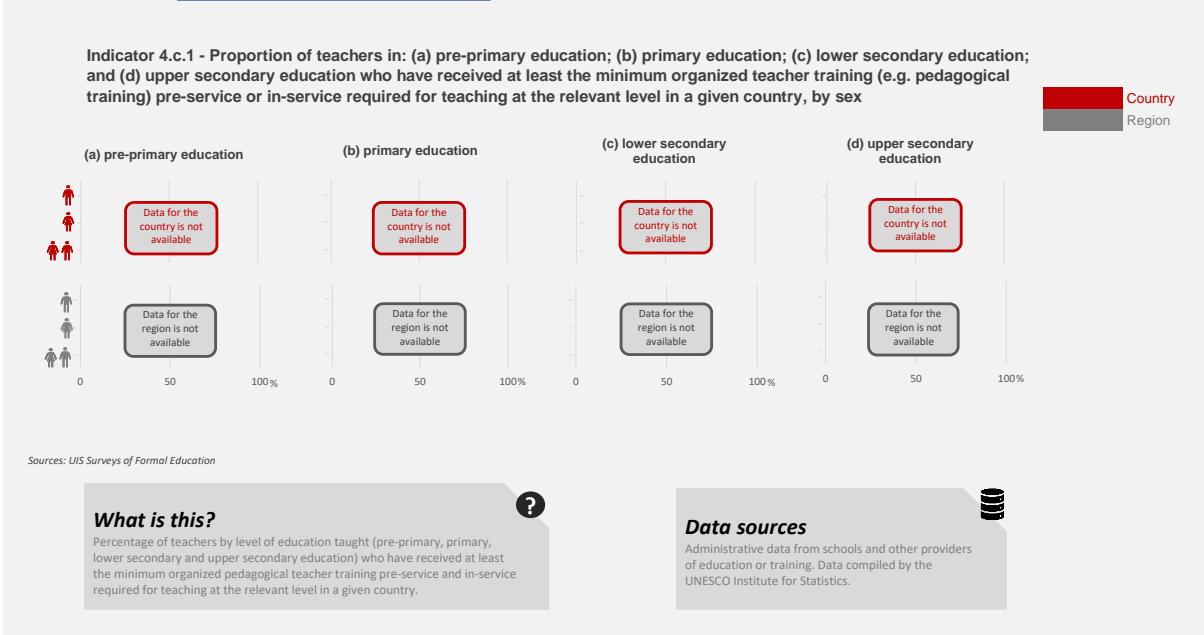 Indicator 4.c.1 - Proportion of teachers in: (a) pre-primary education; (b) primary education; (c) lower secondary education;
and (d) upper secondary education who have received at least the minimum organized teacher training (e.g. pedagogical
training) pre-service or in-service required for teaching at the relevant level in a given country, by sex
Country
Region
(a) pre-primary education
(b) primary education
(c) lower secondary
education
(d) upper secondary
education
Data for the
country is not
available
Data for the
country is not
available
Data for the
country is not
available
Data for the
country is not
available
Data for the
region is not
available
Data for the
region is not
available
Data for the
region is not
available
Data for the
region is not
available
0 50 100%
0 50 100%
0 50 100%
0 50 100%
Sources: UIS Surveys of Formal Education
?
What is this?
Percentage of teachers by level of education taught (pre-primary, primary,
lower secondary and upper secondary education) who have received at least
the minimum organized pedagogical teacher training pre-service and in-service
required for teaching at the relevant level in a given country.
Data sources
Administrative data from schools and other providers
of education or training. Data compiled by the
UNESCO Institute for Statistics.